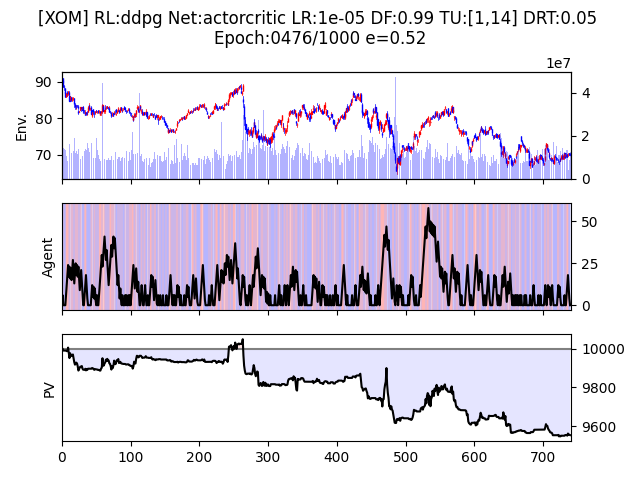 [XOM] RL:ddpg Net:actorcritic LR:1e-05 DF:0.99 TU:[1,14] DRT:0.05
Epoch:0476/1000 e=0.52
1e7
Env.
90
80
70
4
2
0
Agent
50
25
0
PV
10000
9800
9600
0 100 200 300 400 500 600 700